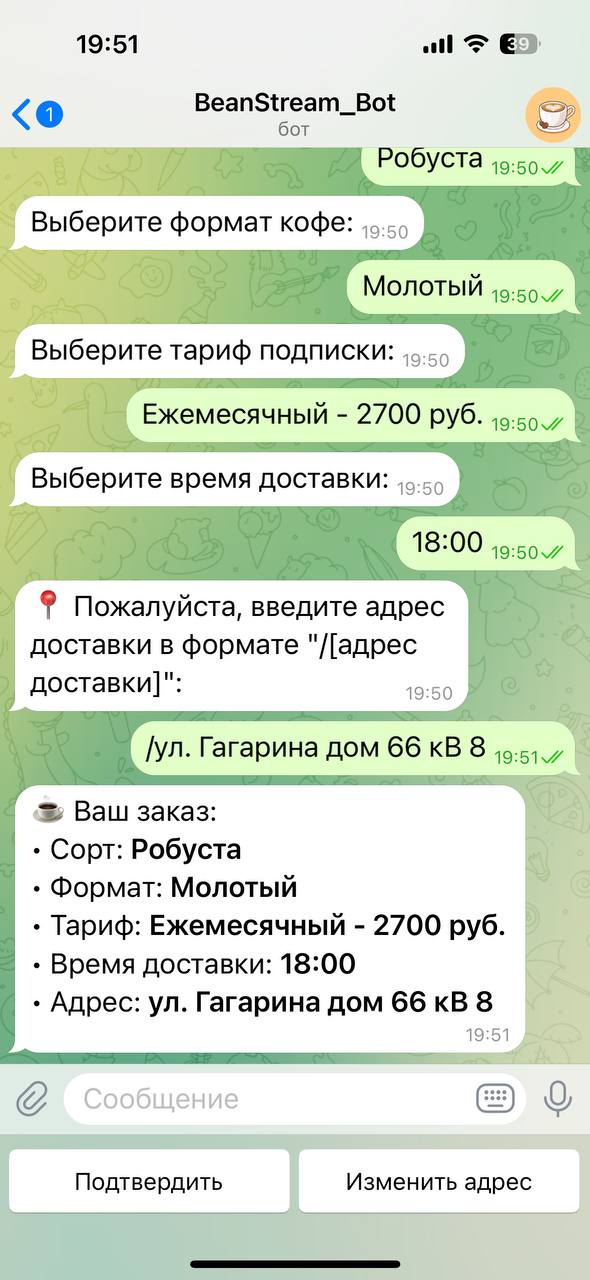 19:51
39
1
BeanStream_Bot
бот
Робуста 19:50
Выберите формат кофе: 19:50
Молотый 19:50
Выберите тариф подписки: 19:50
Ежемесячный - 2700 руб. 19:50
Выберите время доставки: 19:50
18:00 19:50
Пожалуйста, введите адрес
доставки в формате "/[адрес
доставки]": 19:50
/ул. Гагарина дом 66 кВ 8 19:51
Ваш заказ:
• Сорт: Робуста
• Формат: Молотый
• Тариф: Ежемесячный - 2700 руб.
• Время доставки: 18:00
• Адрес: ул. Гагарина дом 66 кВ 8
19:51
Сообщение
Подтвердить
Изменить адрес